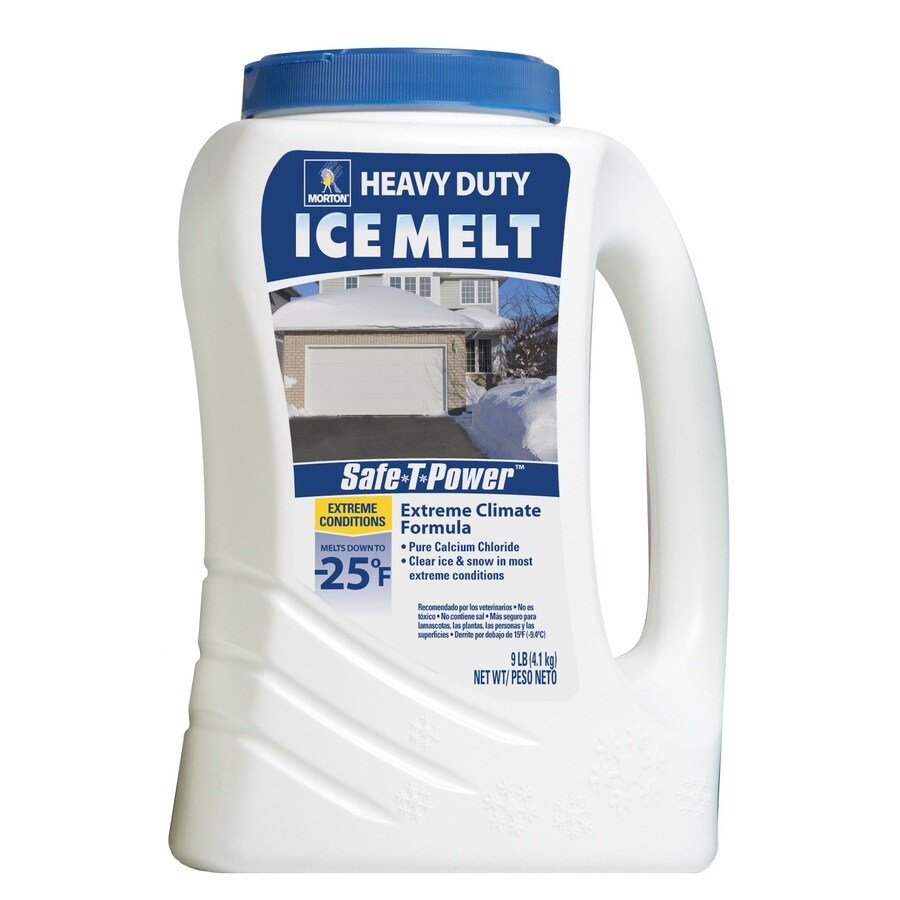 MORTON
HEAVY DUTY
ICE MELT
Safe*T*Power™
EXTREME
CONDITIONS
MELTS DOWN TO
-25°F
Extreme Climate
Formula
• Pure Calcium Chloride
• Clear ice & snow in most
extreme conditions
Recomendado por los veterinarios • No es
tóxico • No contiene sal • Más seguro para
lamascotas, las plantas, las personas y las
superficies • Derrite por debajo de 15°F (-9.4°C)
9 LB (4.1 kg)
NET WT/ PESO NETO